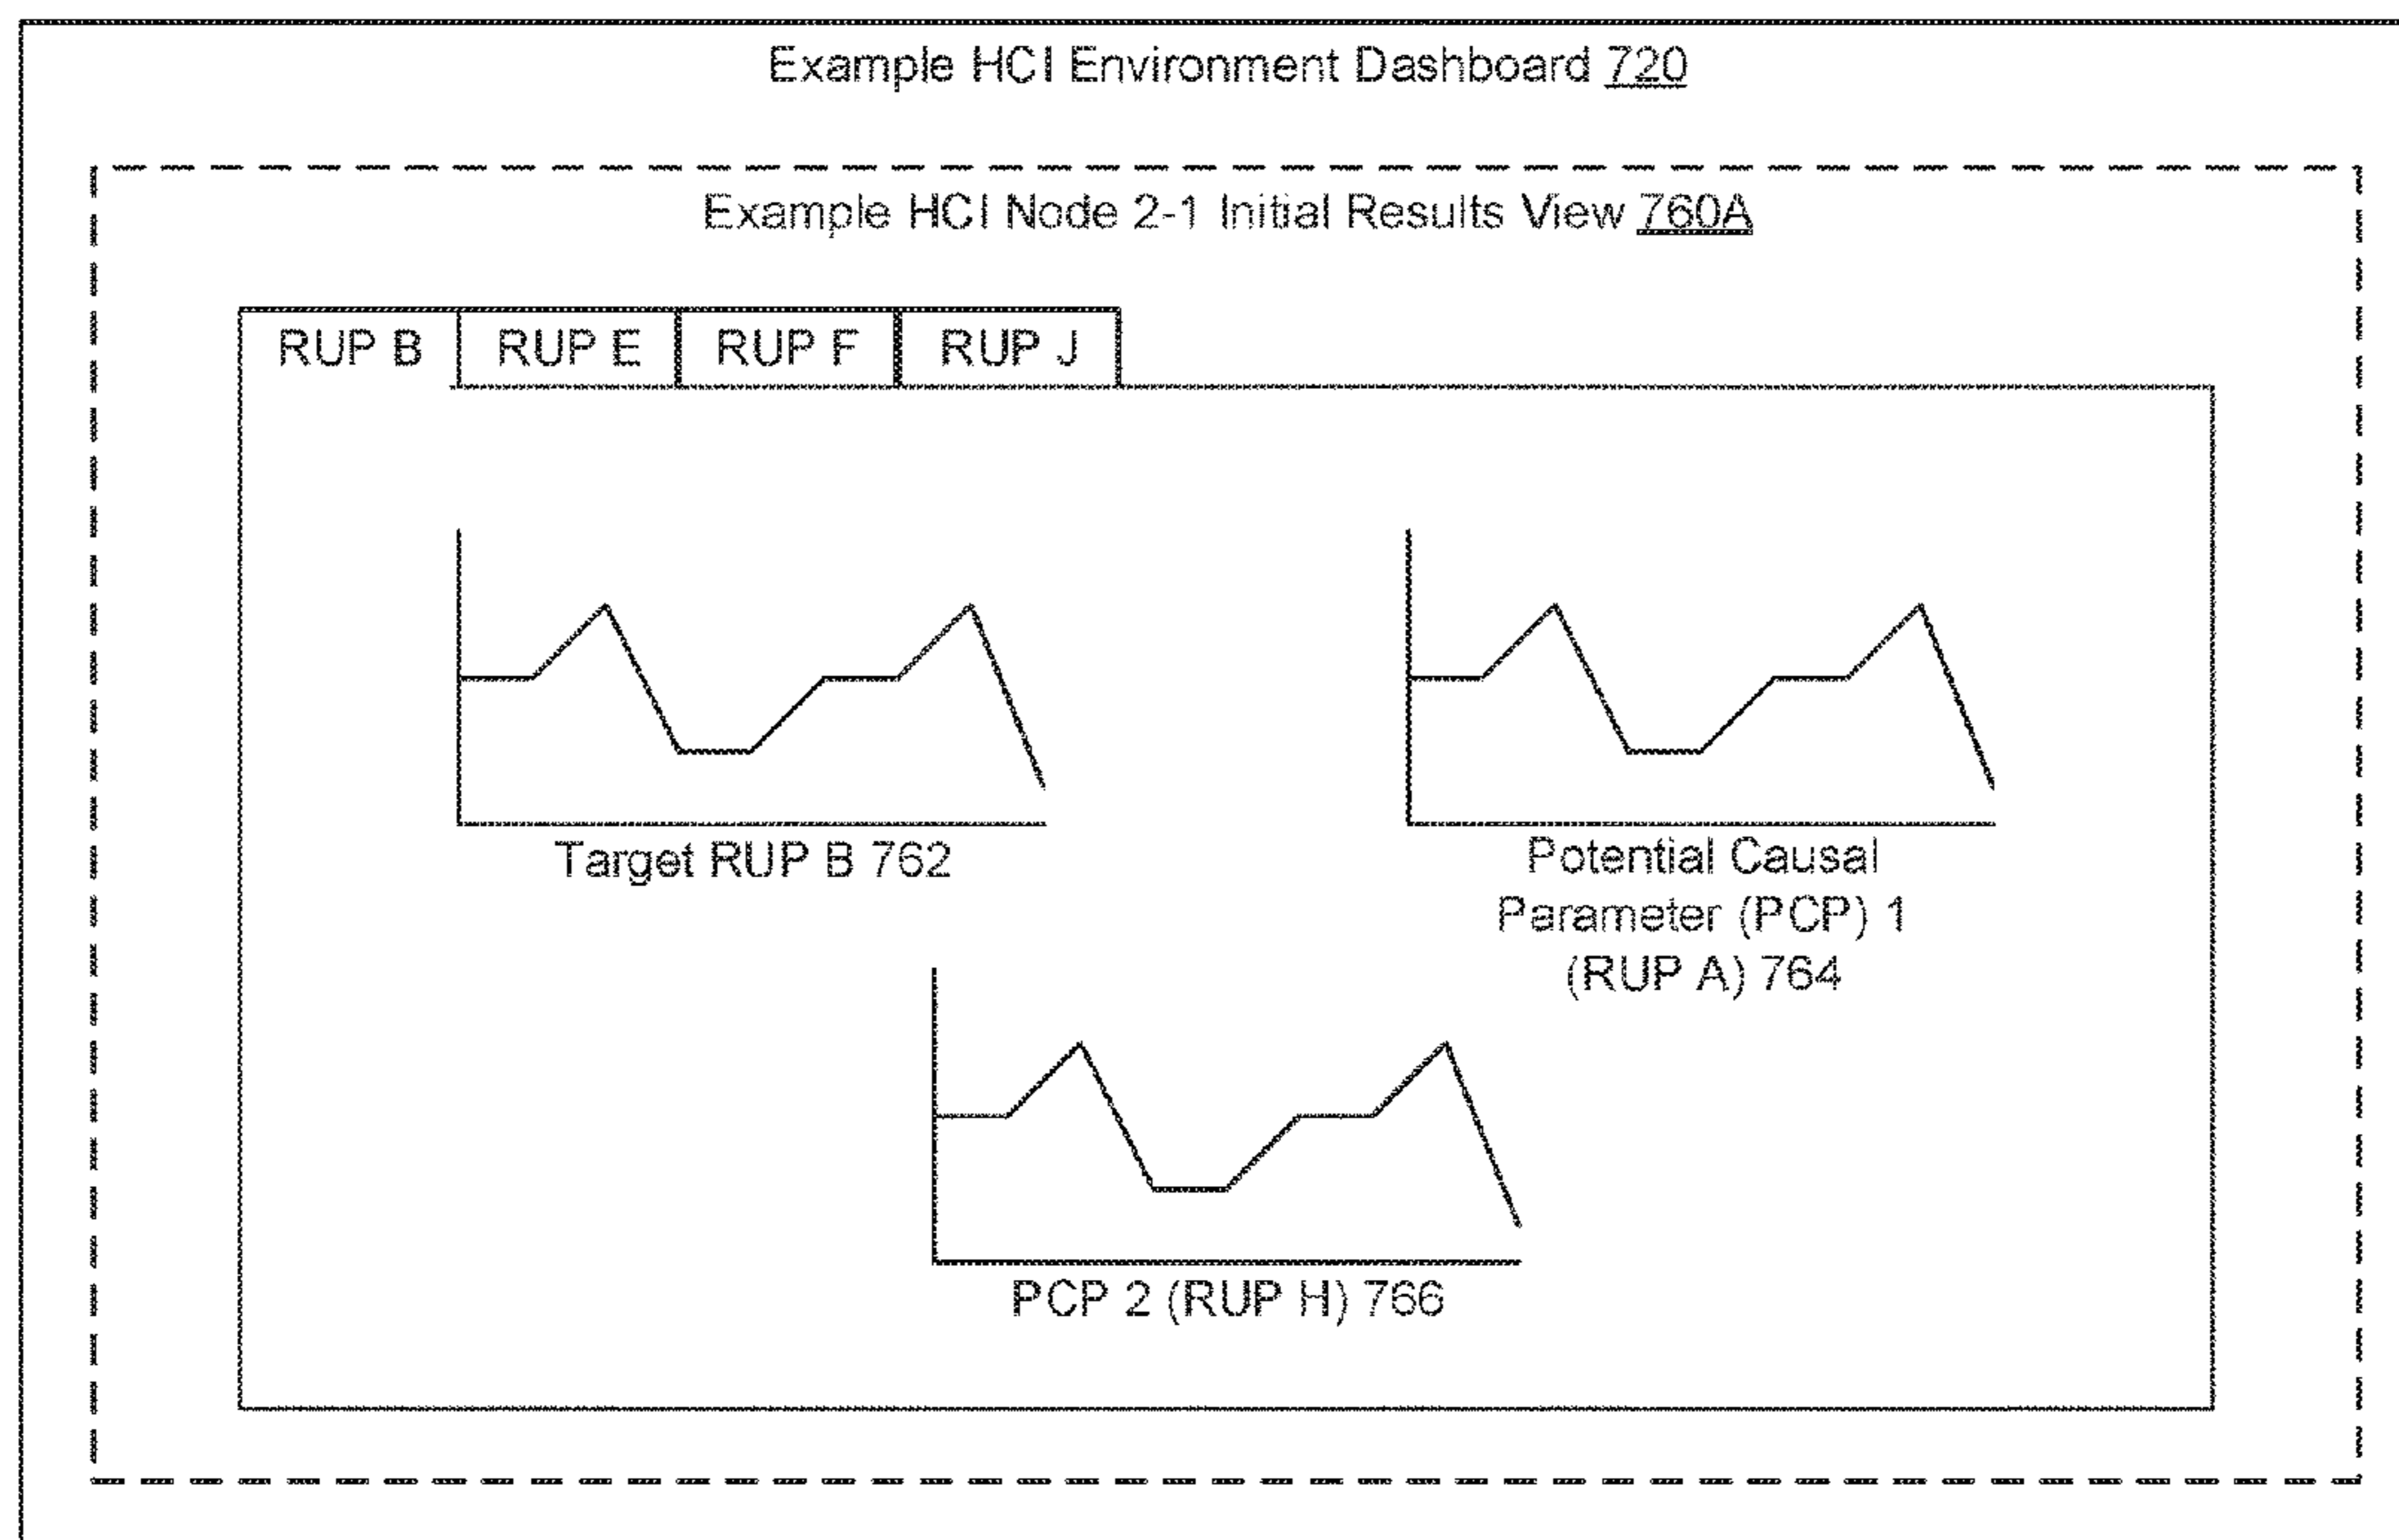 Example HCI Environment Dashboard 720
Example HCI Node 2-1 Initial Results View 760A
RUP B RUP E RUP F RUP J
Target RUP B 762
Potential Causal
Parameter (PCP) 1
(RUP A) 764
PCP 2 (RUP H) 766